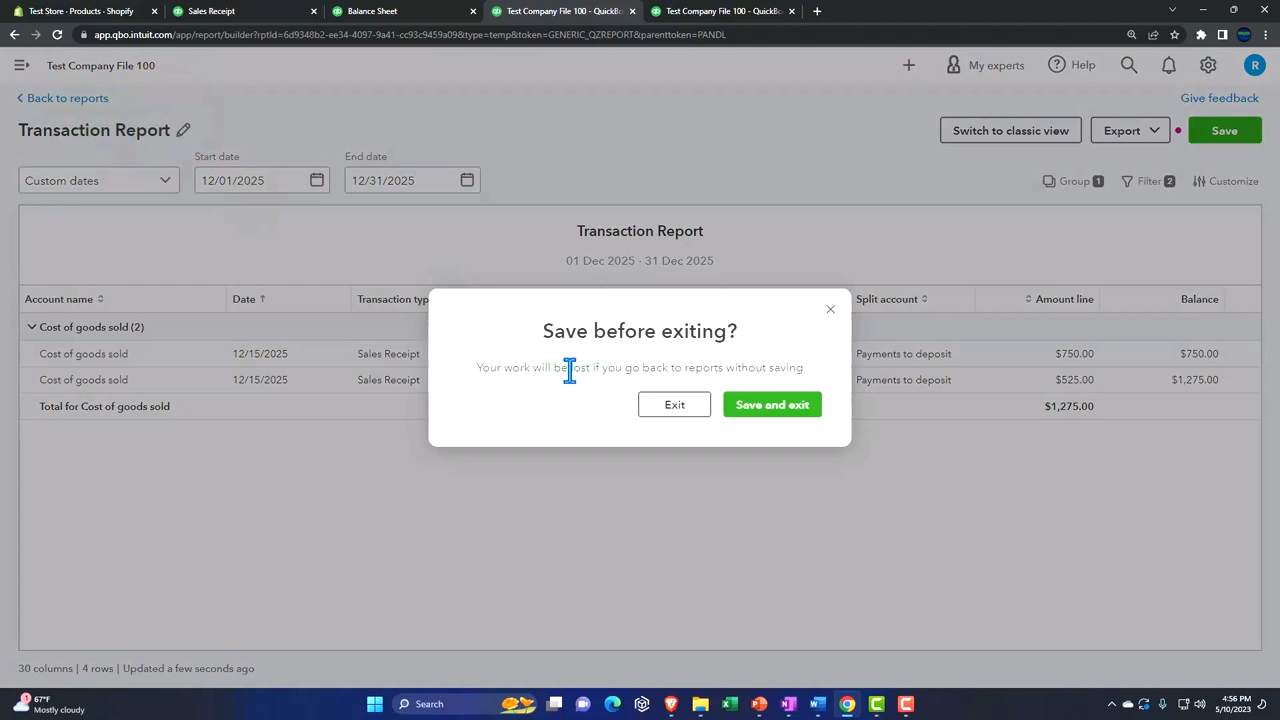 Test Store · Products · Shopify
Sales Receipt
Balance Sheet
Test Company File 100 - QuickBo
Test Company File 100 - QuickBo
app.qbo.intuit.com/app/report/builder?rptId=6d9348b2-ee34-4097-9a41-cc93c9459a09&type=temp&token=GENERIC_QZREPORT&parenttoken=PANDL
Test Company File 100
My experts
Help
R
Back to reports
Give feedback
Transaction Report
Switch to classic view
Export
Save
Start date
End date
Custom dates
12/01/2025
12/31/2025
Group 1
Filter 2
Customize
Transaction Report
01 Dec 2025 - 31 Dec 2025
Account name
Date
Transaction typ
Split account
Amount line
Balance
Cost of goods sold (2)
Cost of goods sold 12/15/2025 Sales Receipt Payments to deposit $750.00 $750.00
Cost of goods sold 12/15/2025 Sales Receipt Payments to deposit $525.00 $1,275.00
Total for Cost of goods sold $1,275.00
Save before exiting?
Your work will be lost if you go back to reports without saving
Exit
Save and exit
30 columns | 4 rows | Updated a few seconds ago
1
67°F
Mostly cloudy
Search
4:56 PM
5/10/2023